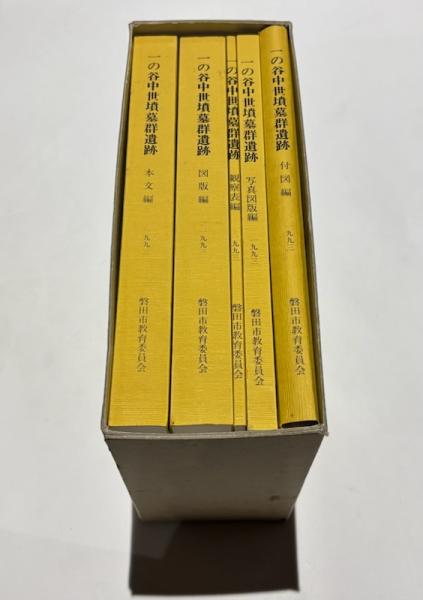 一の谷中世墳墓群遺跡
本文編
一九九三
磐田市教育委員会
一の谷中世墳墓群遺跡
図版編
一九九三
磐田市教育委員会
一の谷中世墳墓群遺跡
観察表編
一九九三
磐田市教育委員会
一の谷中世墳墓群遺跡
写真図版編
一九九三
磐田市教育委員会
一の谷中世墳墓群遺跡
付図編
一九九三
磐田市教育委員会